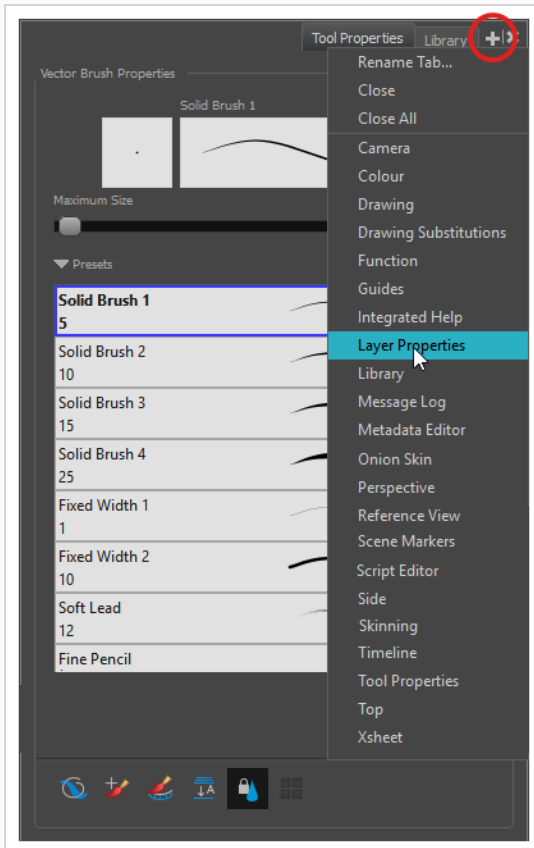 Tool Properties
Library
Vector Brush Properties
Solid Brush 1
Maximum Size
Presets
Solid Brush 1
5
Solid Brush 2
10
Solid Brush 3
15
Solid Brush 4
25
Fixed Width 1
1
Fixed Width 2
10
Soft Lead
12
Fine Pencil
Rename Tab...
Close
Close All
Camera
Colour
Drawing
Drawing Substitutions
Function
Guides
Integrated Help
Layer Properties
Library
Message Log
Metadata Editor
Onion Skin
Perspective
Reference View
Scene Markers
Script Editor
Side
Skinning
Timeline
Tool Properties
Top
Xsheet